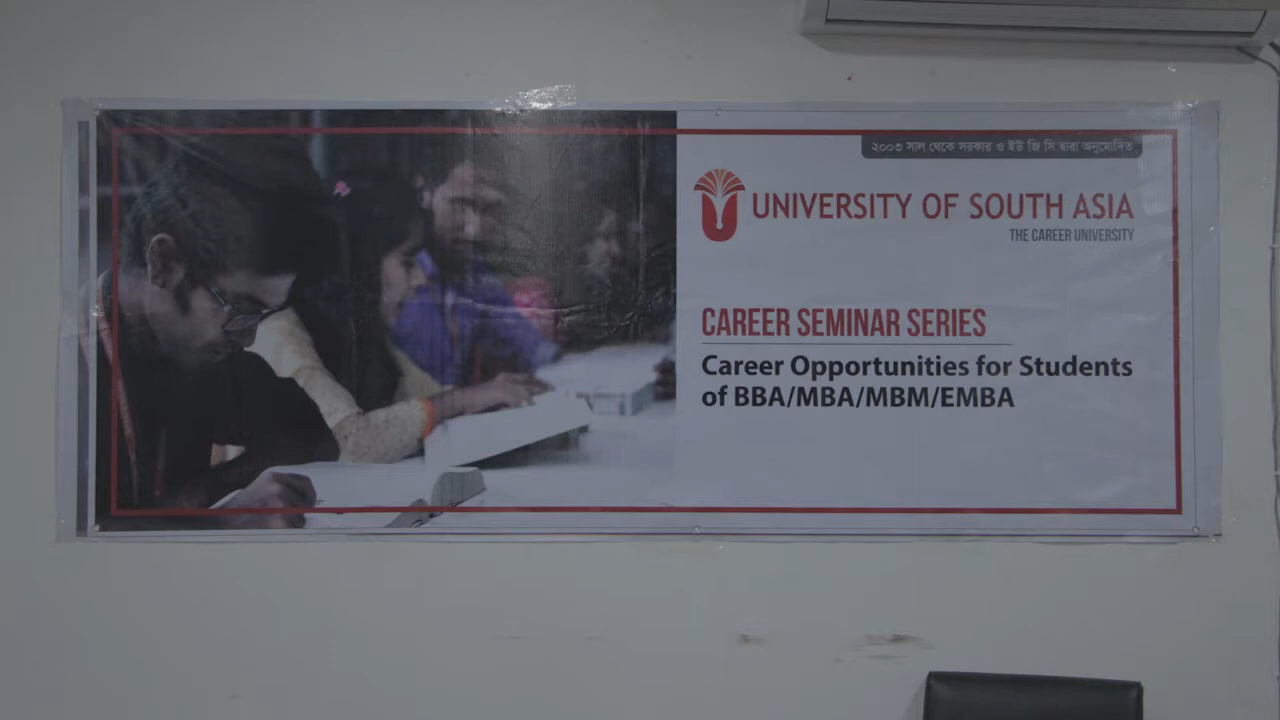 ২০০৩ সাল থেকে সরকার ও ইউ জি সি দ্বারা অনুমোদিত
UNIVERSITY OF SOUTH ASIA
THE CAREER UNIVERSITY
CAREER SEMINAR SERIES
Career Opportunities for Students
of BBA/MBA/MBM/EMBA